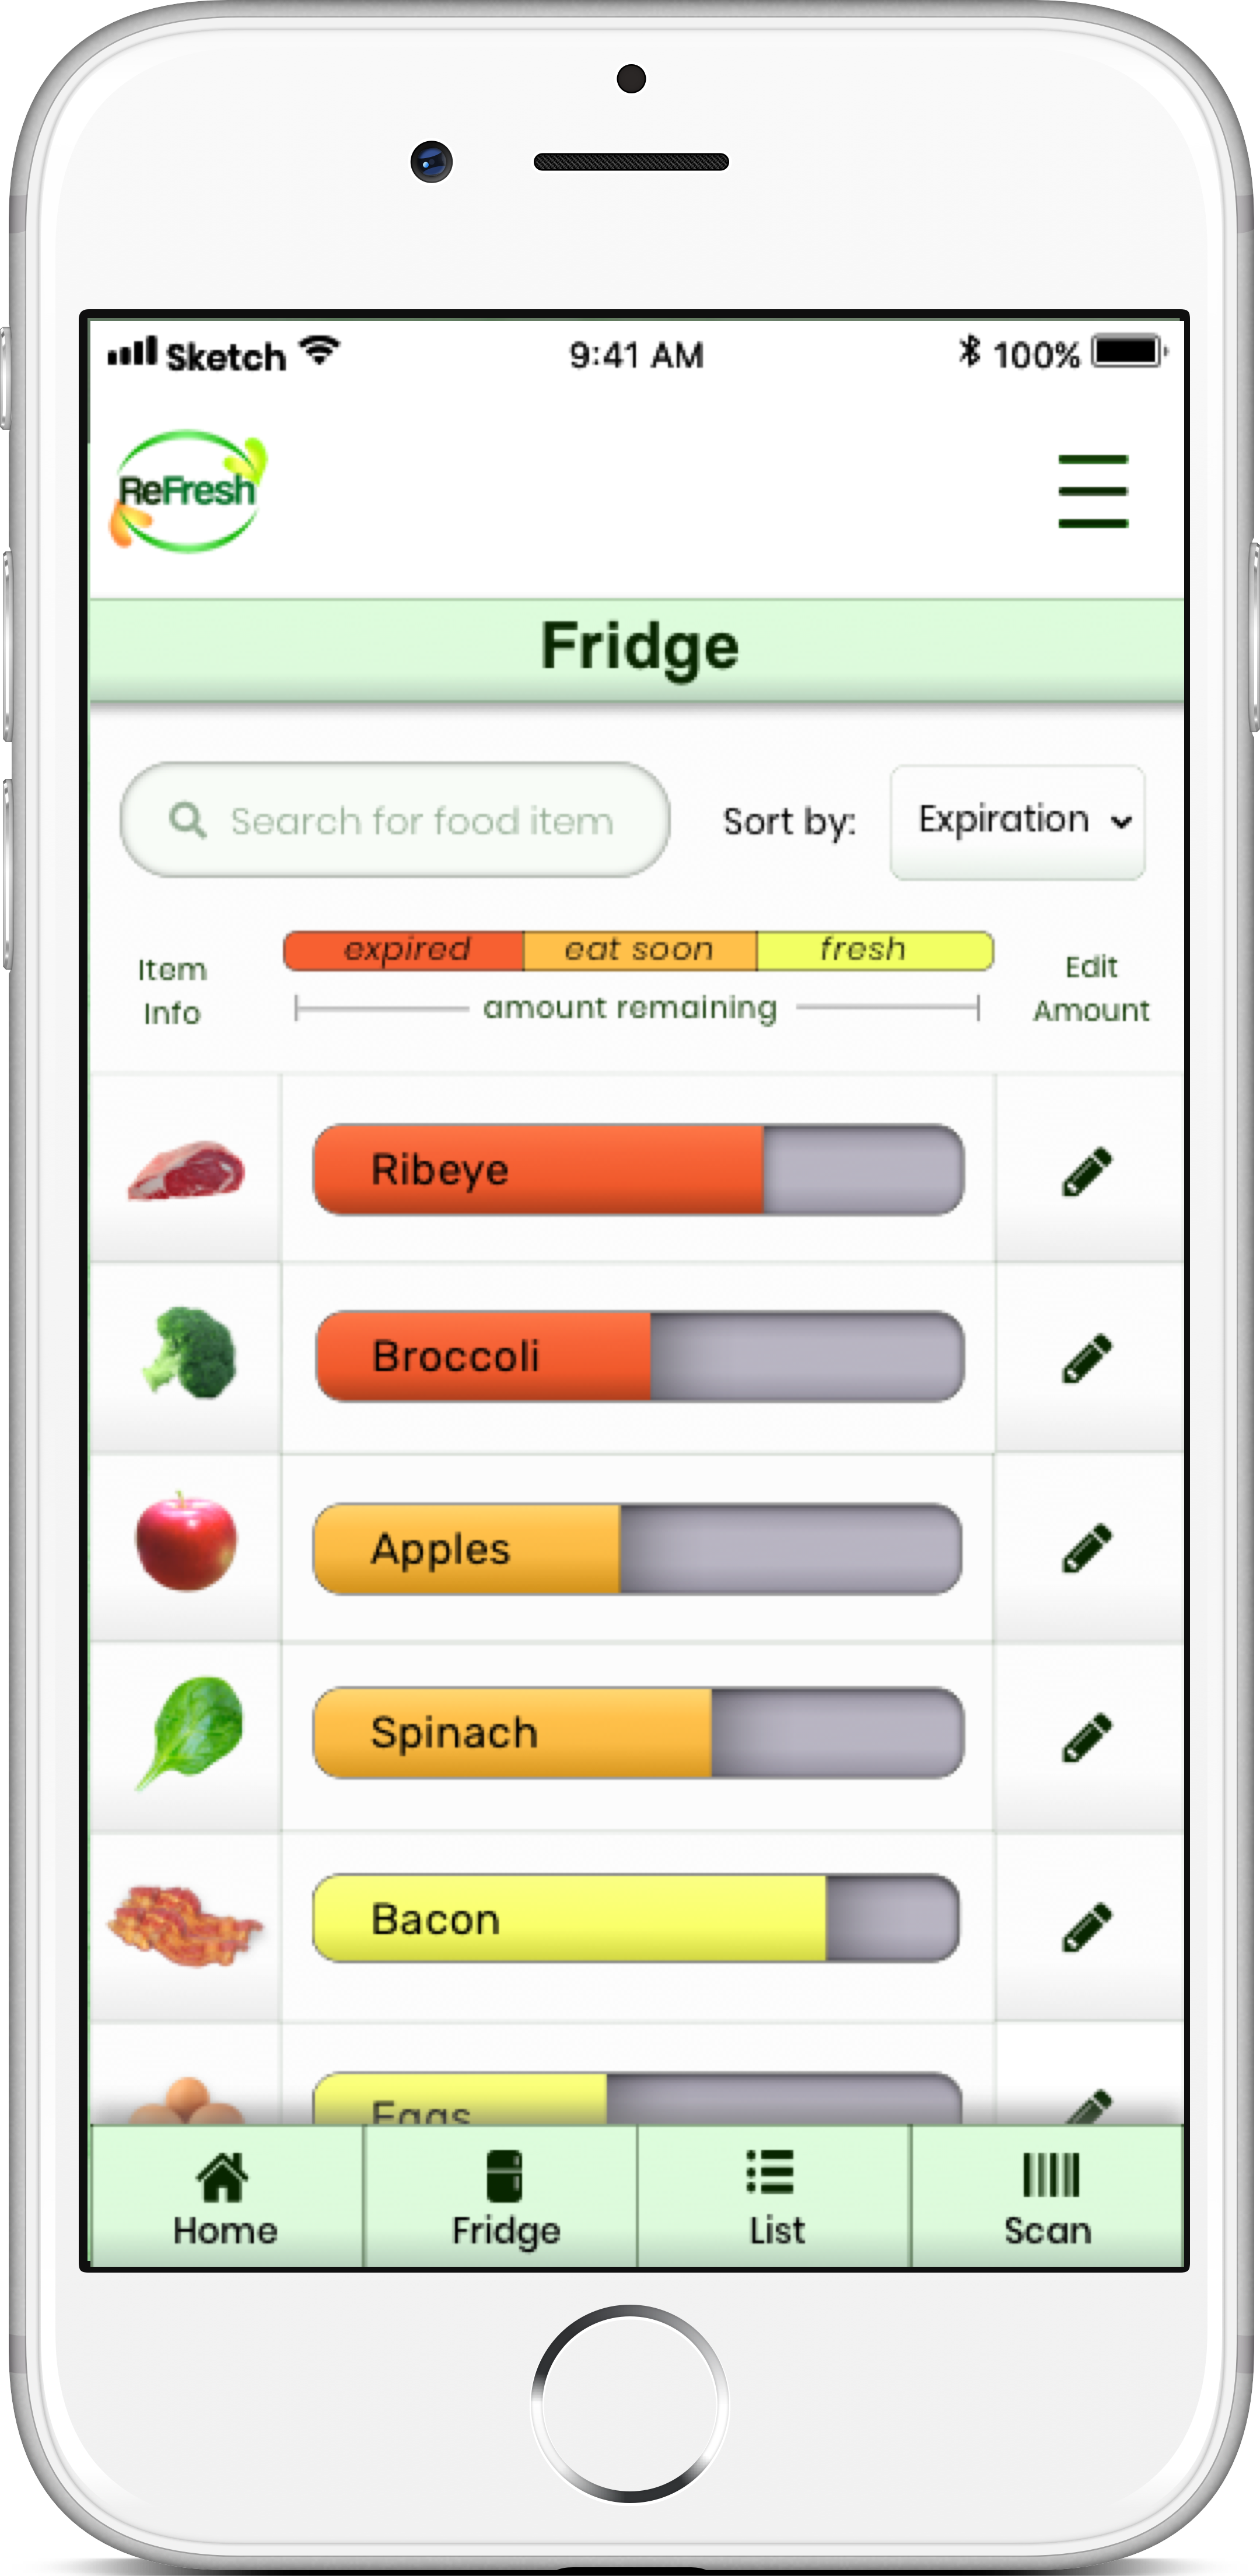 Sketch 9:41 AM 100%
ReFresh
Fridge
Search for food item Sort by: Expiration
expired eat soon fresh
Item Info
amount remaining
Edit Amount
Ribeye
Broccoli
Apples
Spinach
Bacon
Eggs
Home Fridge List Scan